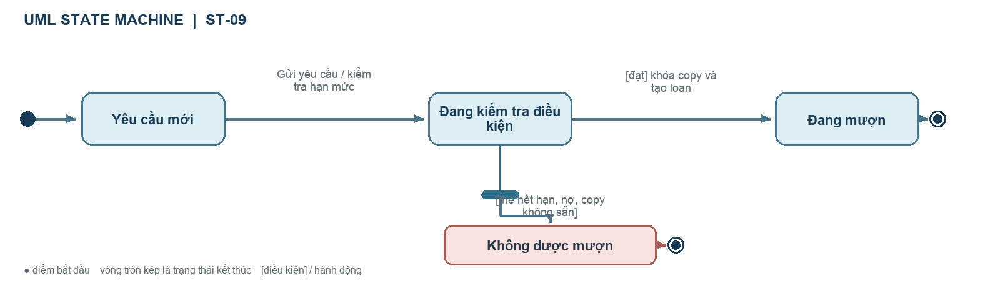 UML STATE MACHINE | ST-09
Gửi yêu cầu / kiểm
tra hạn mức
[đạt] khóa copy và
tạo loan
Yêu cầu mới
Đang kiểm tra điều
kiện
Đang mượn
[thẻ hết hạn, nợ, copy
không sẵn]
Không được mượn
● điểm bắt đầu vòng tròn kép là trạng thái kết thúc [điều kiện] / hành động